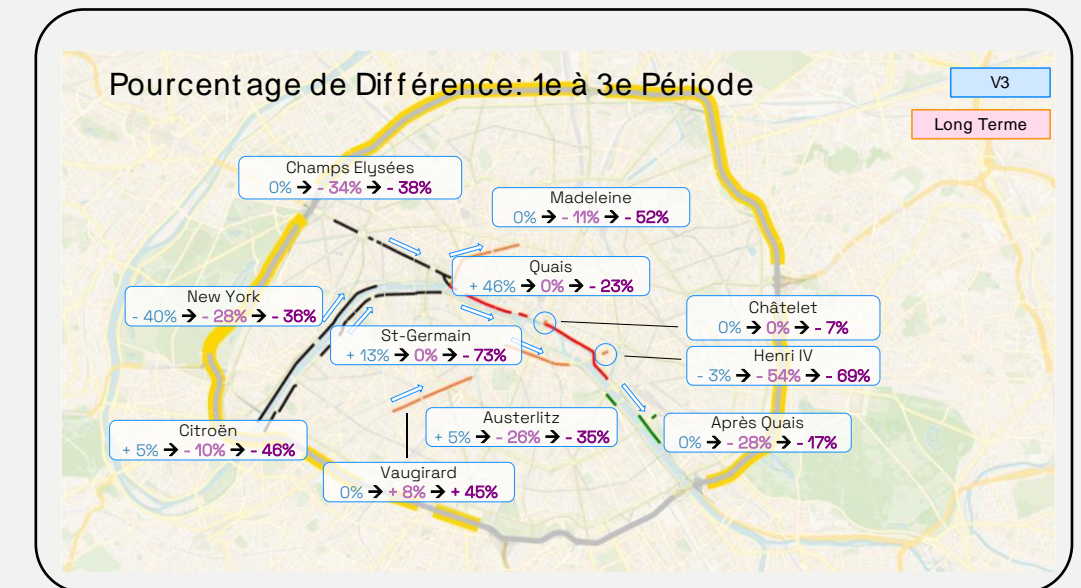 Pourcentage de Différence: 1e à 3e Période
V3
Long Terme
Champs Elysées
0% → - 34% → - 38%
Madeleine
0% → - 11% → - 52%
Quais
+ 46% → 0% → - 23%
New York
- 40% → - 28% → - 36%
Châtelet
0% → 0% → - 7%
St-Germain
+ 13% → 0% → - 73%
Henri IV
- 3% → - 54% → - 69%
Austerlitz
+ 5% → - 26% → - 35%
Après Quais
0% → - 28% → - 17%
Citroën
+ 5% → - 10% → - 46%
Vaugirard
0% → + 8% → + 45%